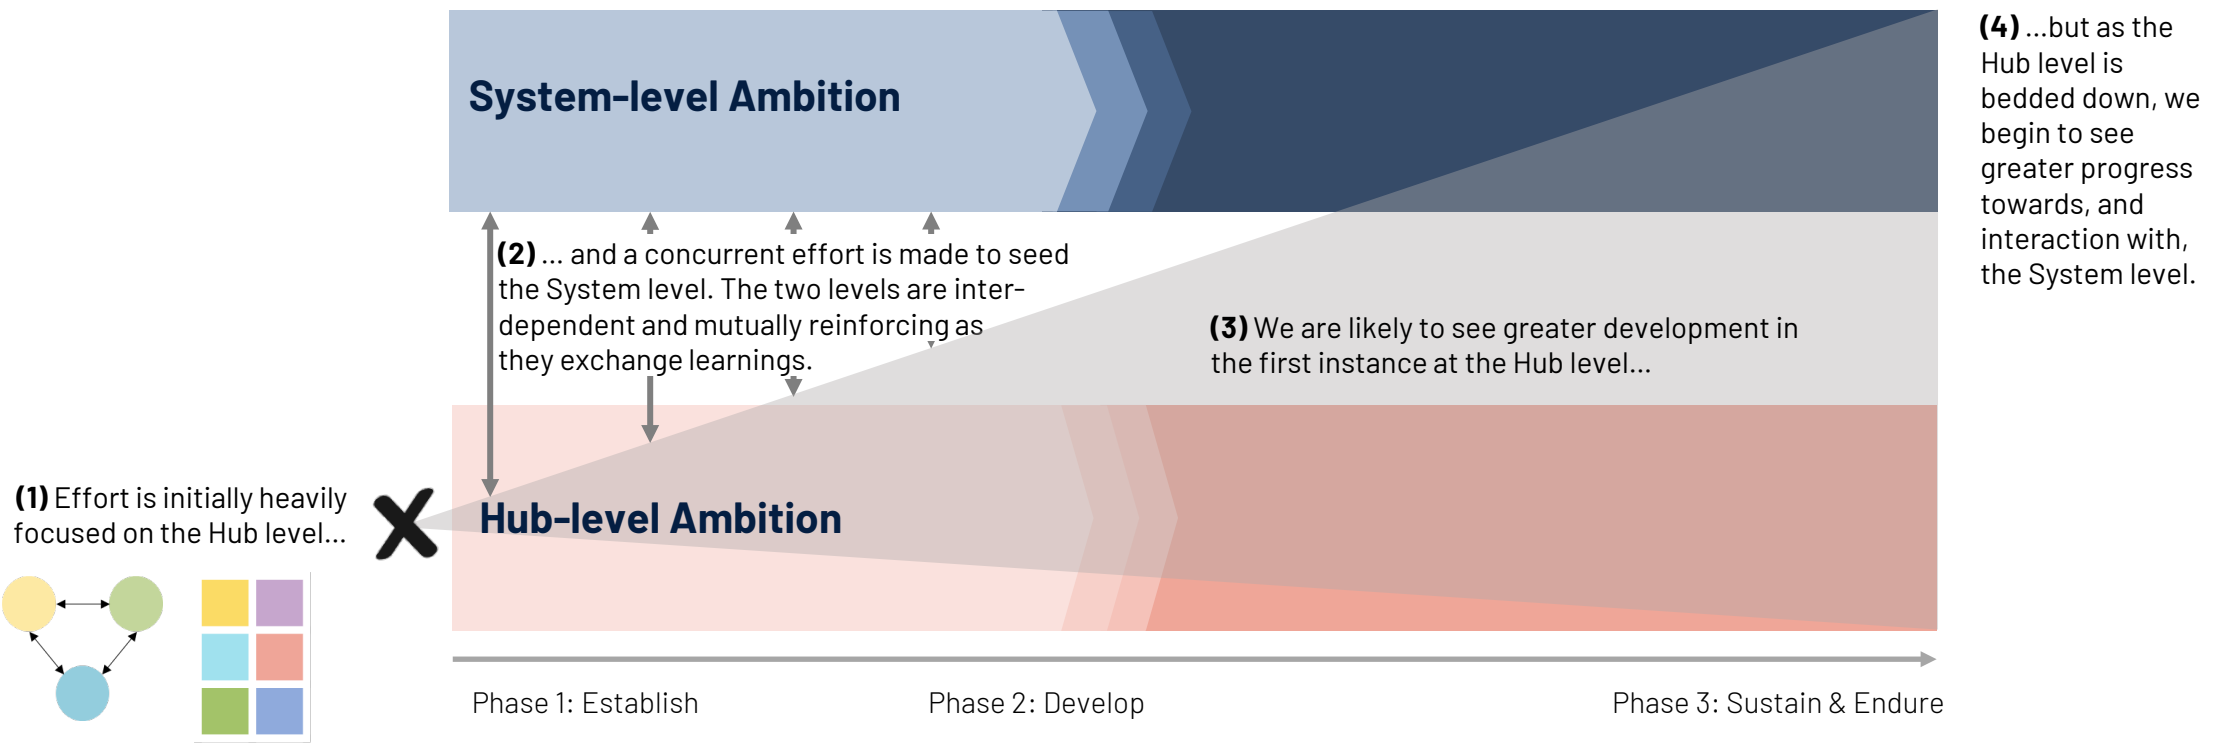 System-level Ambition
(4) ...but as the
Hub level is
bedded down, we
begin to see
greater progress
towards, and
interaction with,
the System level.
(2) ... and a concurrent effort is made to seed
the System level. The two levels are inter-
dependent and mutually reinforcing as
they exchange learnings.
(3) We are likely to see greater development in
the first instance at the Hub level...
(1) Effort is initially heavily
focused on the Hub level...
Hub-level Ambition
Phase 1: Establish
Phase 2: Develop
Phase 3: Sustain & Endure